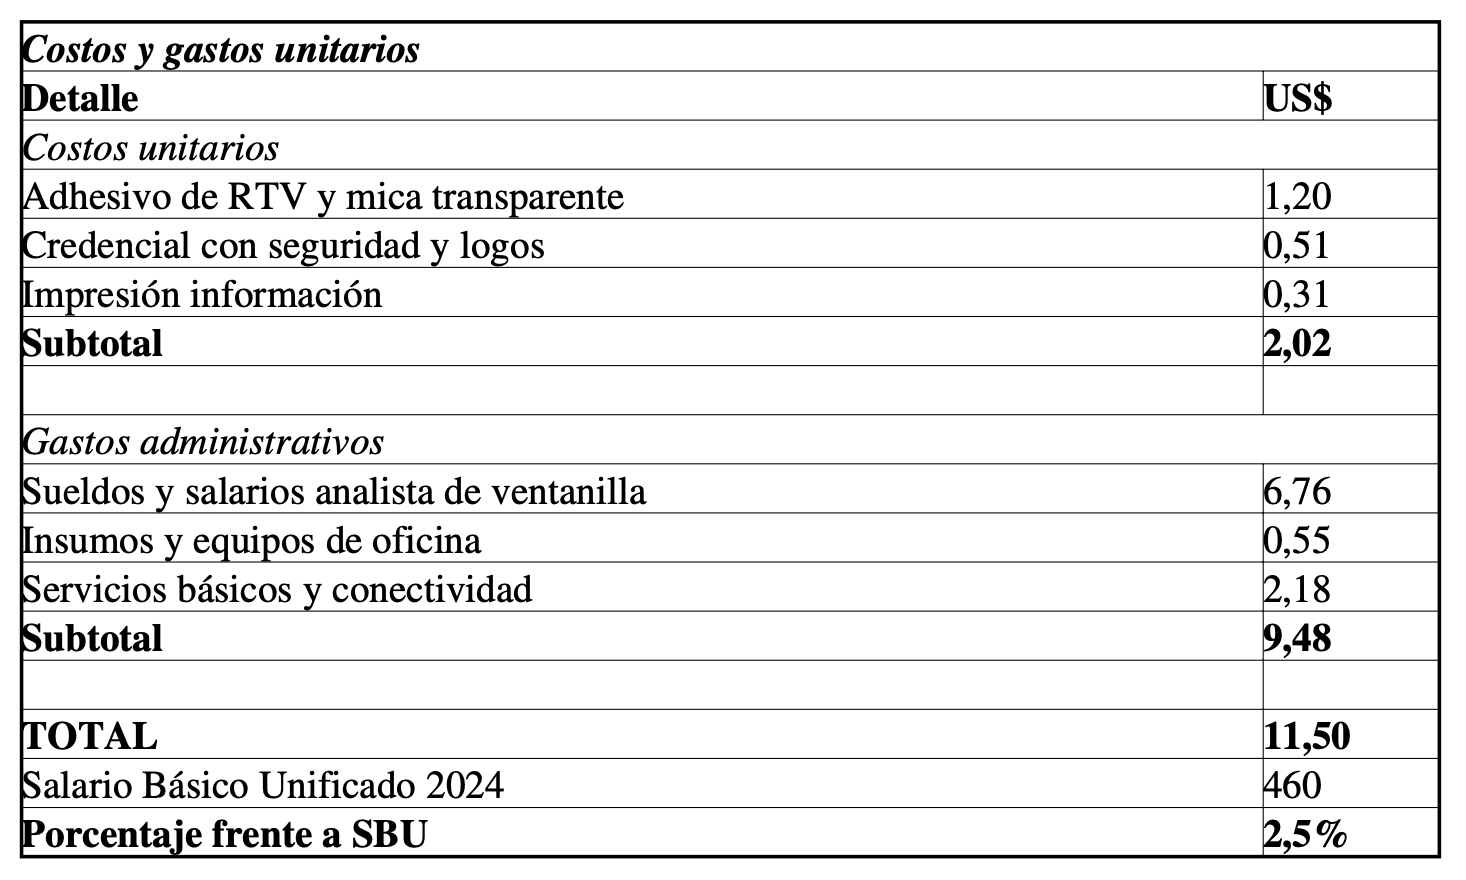 Costos y gastos unitarios
Detalle US$
Costos unitarios
Adhesivo de RTV y mica transparente 1,20
Credencial con seguridad y logos 0,51
Impresión información 0,31
Subtotal 2,02
Gastos administrativos
Sueldos y salarios analista de ventanilla 6,76
Insumos y equipos de oficina 0,55
Servicios básicos y conectividad 2,18
Subtotal 9,48
TOTAL 11,50
Salario Básico Unificado 2024 460
Porcentaje frente a SBU 2,5%